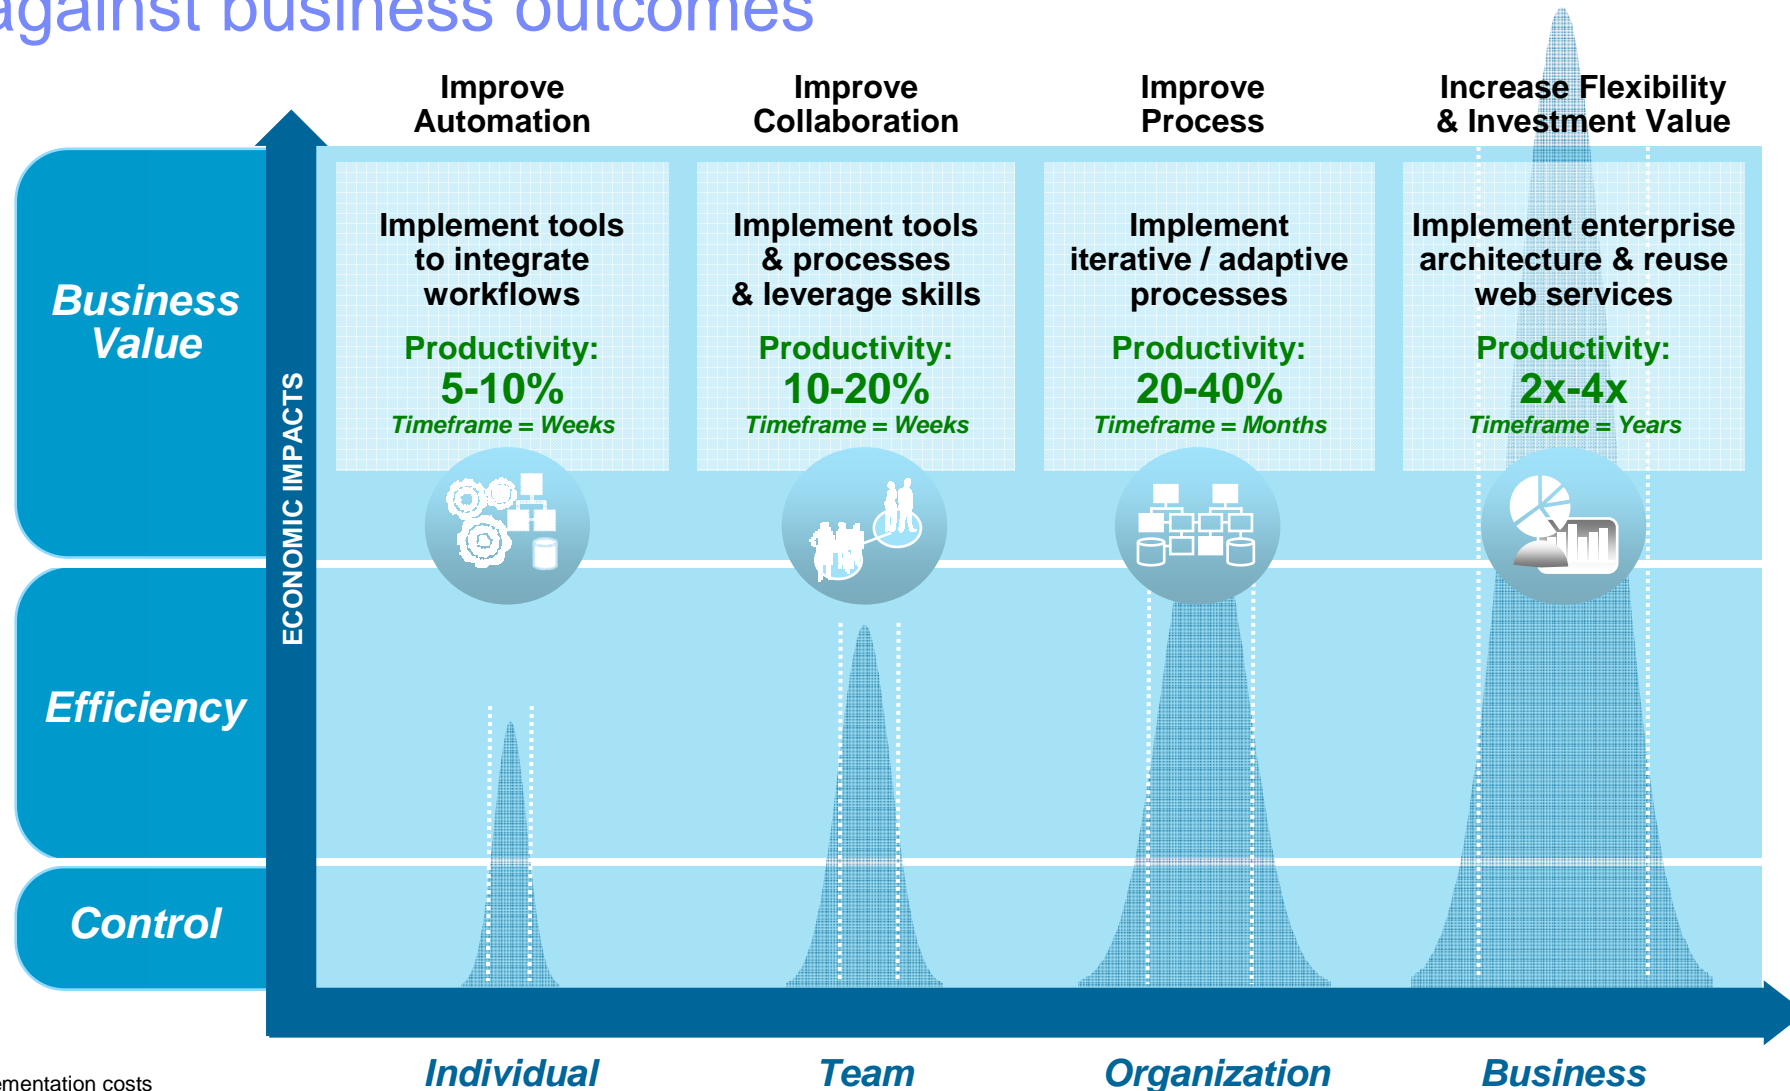 against business outcomes
Improve
Automation
Improve
Collaboration
Improve
Process
Increase Flexibility
& Investment Value
Business
Value
Efficiency
Control
ECONOMIC IMPACTS
Implement tools
to integrate
workflows
Productivity:
5-10%
Timeframe = Weeks
Implement tools
& processes
& leverage skills
Productivity:
10-20%
Timeframe = Weeks
Implement
iterative / adaptive
processes
Productivity:
20-40%
Timeframe = Months
Implement enterprise
architecture & reuse
web services
Productivity:
2x-4x
Timeframe = Years
Individual
Team
Organization
Business
costs